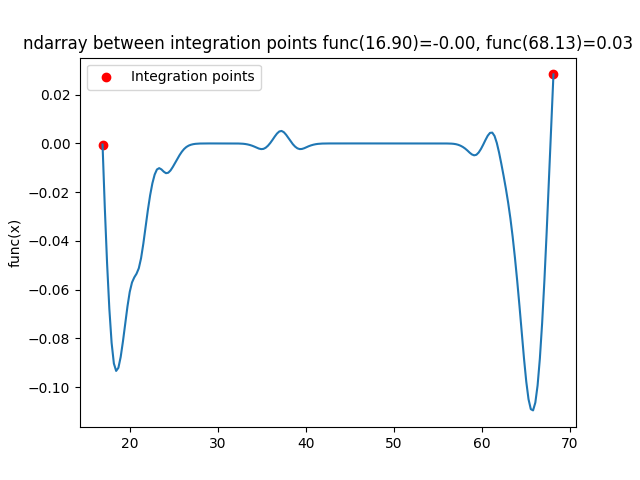 ndarray between integration points func(16.90)=-0.00, func(68.13)=0.03
Integration points
0.02
0.00
−0.02
−0.04
−0.06
−0.08
−0.10
func(x)
20 30 40 50 60 70